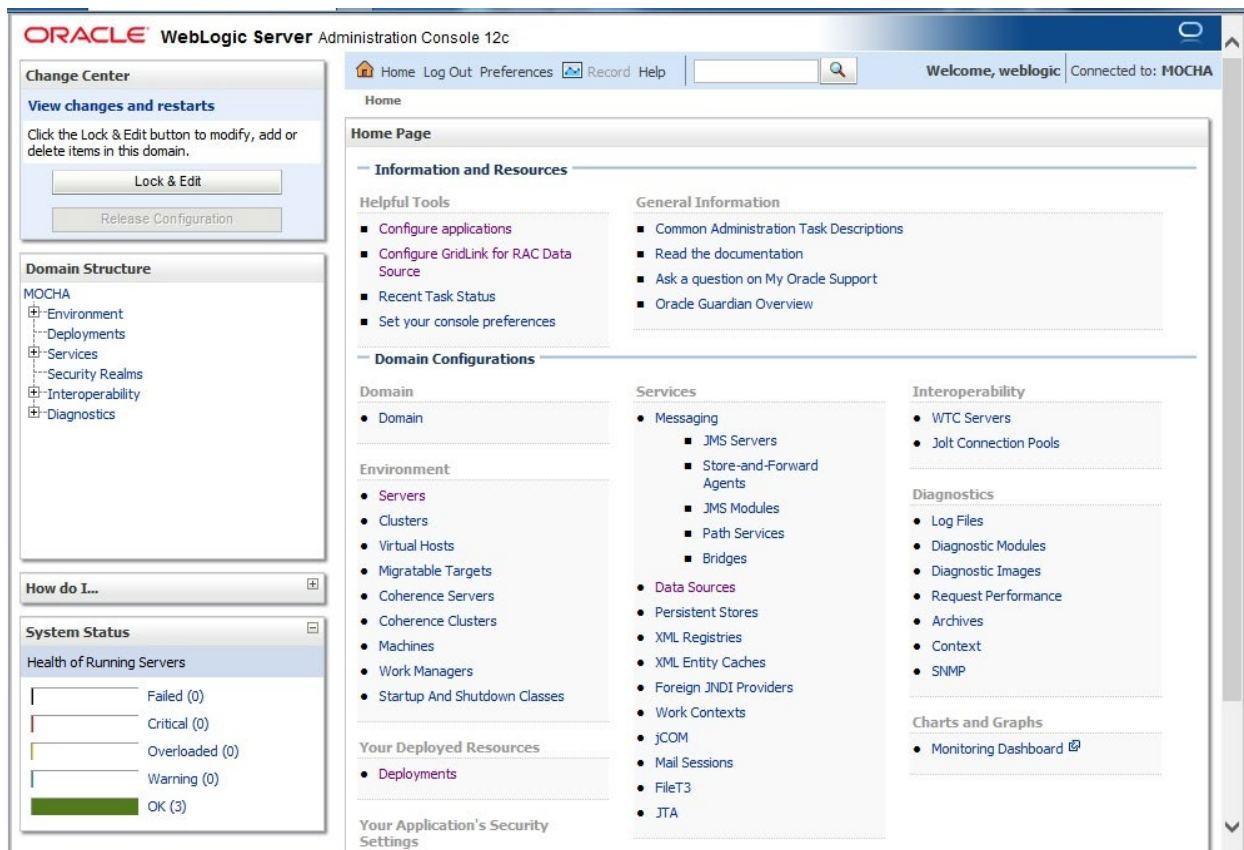 ORACLE WebLogic Server Administration Console 12c
Change Center
View changes and restarts
Click the Lock & Edit button to modify, add or
delete items in this domain.
Lock & Edit
Release Configuration
Domain Structure
MOCHA
Environment
Deployments
Services
Security Realms
Interoperability
Diagnostics
How do I...
System Status
Health of Running Servers
Failed (0)
Critical (0)
Overloaded (0)
Warning (0)
OK (3)
Home Log Out Preferences Record Help
Welcome, weblogic Connected to: MOCHA
Home
Home Page
Information and Resources
Helpful Tools
Configure applications
Configure GridLink for RAC Data
Source
Recent Task Status
Set your console preferences
General Information
Common Administration Task Descriptions
Read the documentation
Ask a question on My Oracle Support
Oracle Guardian Overview
Domain Configurations
Domain
Domain
Environment
Servers
Clusters
Virtual Hosts
Migratable Targets
Coherence Servers
Coherence Clusters
Machines
Work Managers
Startup And Shutdown Classes
Your Deployed Resources
Deployments
Your Application's Security
Settings
Services
Messaging
JMS Servers
Store-and-Forward
Agents
JMS Modules
Path Services
Bridges
Data Sources
Persistent Stores
XML Registries
XML Entity Caches
Foreign JNDI Providers
Work Contexts
jCOM
Mail Sessions
FileT3
JTA
Interoperability
WTC Servers
Jolt Connection Pools
Diagnostics
Log Files
Diagnostic Modules
Diagnostic Images
Request Performance
Archives
Context
SNMP
Charts and Graphs
Monitoring Dashboard